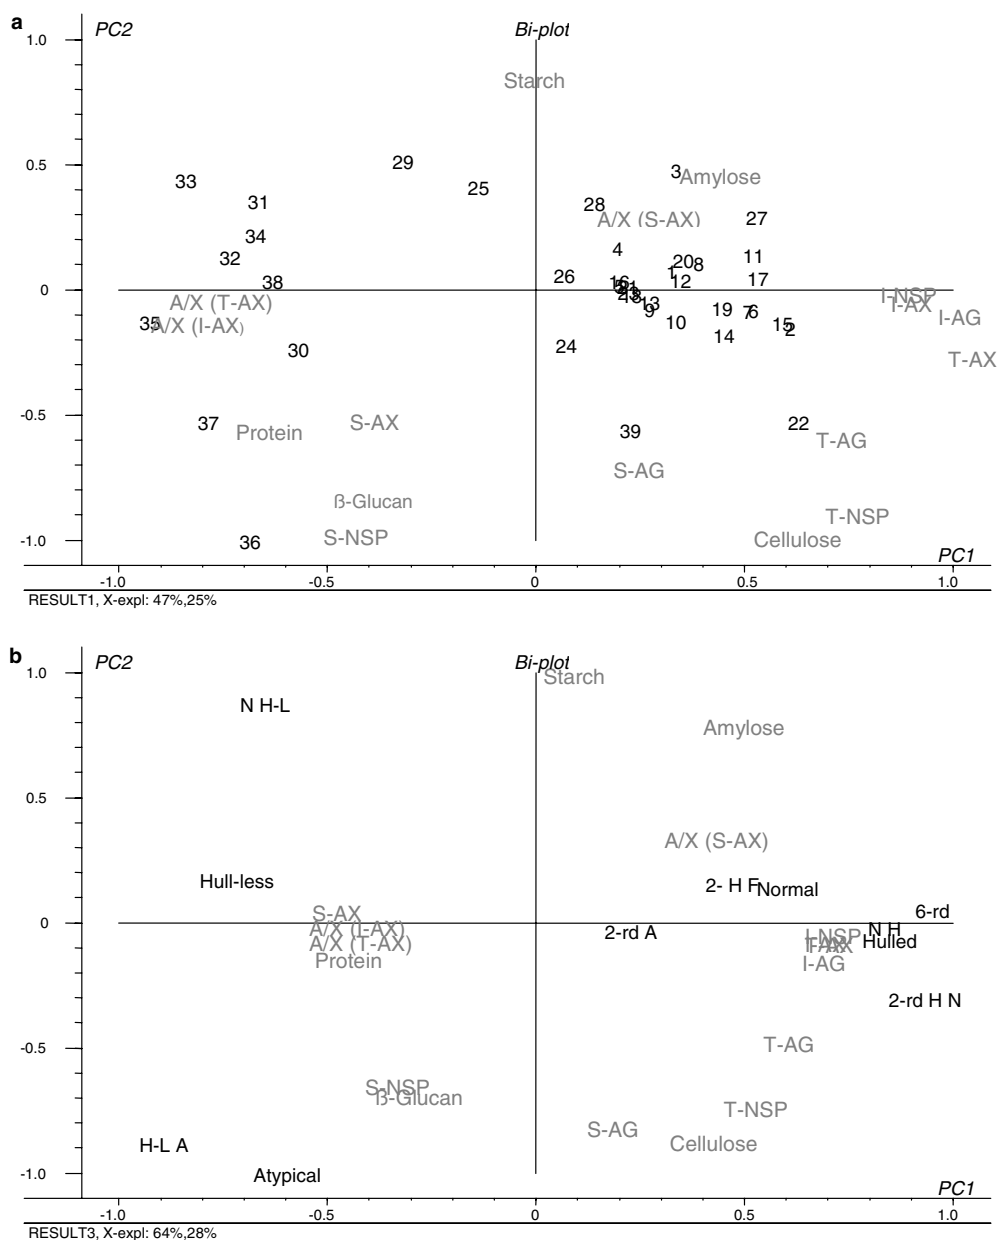 a
PC2 Bi-plot
1.0
Starch
0.5
29
33
25
3
Amylose
31
28
A/X (S-AX)
27
34
4
32
20
8
11
38
26
1
12
17
0
16
A/X (T-AX)
13
9
I-NSP
I-AX
35
A/X (I-AX)
10
19
7
6
15
2
I-AG
14
24
30
T-AX
-0.5
37
Protein
S-AX
39
22
T-AG
S-AG
ß-Glucan
T-NSP
36
S-NSP
Cellulose
-1.0
PC1
-1.0 -0.5 0 0.5 1.0
RESULT1, X-expl: 47%,25%
b
PC2 Bi-plot
1.0
Starch
N H-L
Amylose
0.5
A/X (S-AX)
Hull-less
2- H F
Normal
S-AX
6-rd
0
A/X (I-AX)
2-rd A
I-NSP
N H
A/X (T-AX)
Hulled
Protein
I-AG
2-rd H N
-0.5
T-AG
S-NSP
ß-Glucan
T-NSP
S-AG
Cellulose
H-L A
Atypical
-1.0
PC1
-1.0 -0.5 0 0.5 1.0
RESULT3, X-expl: 64%,28%